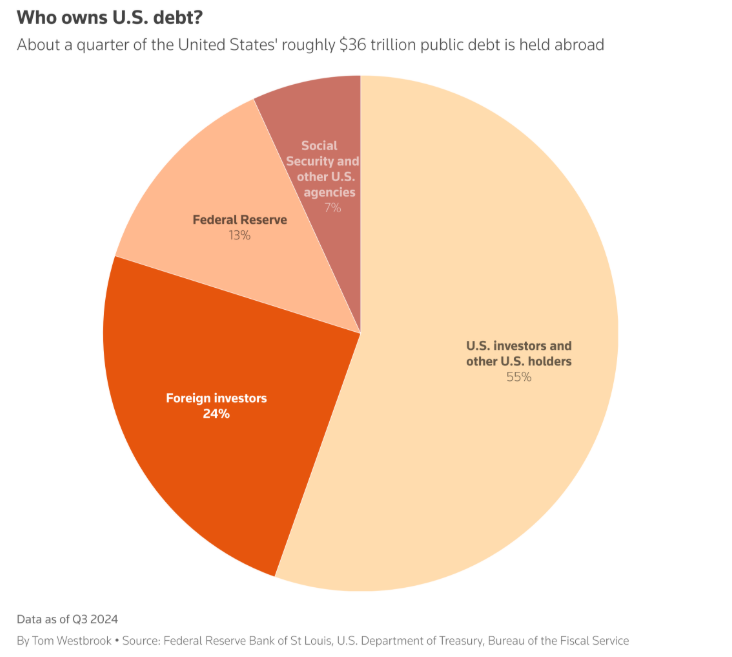 Who owns U.S. debt?
About a quarter of the United States' roughly $36 trillion public debt is held abroad
Social
Security and
other U.S.
agencies
7%
Federal Reserve
13%
U.S. investors and
other U.S. holders
55%
Foreign investors
24%
Data as of Q3 2024
By Tom Westbrook • Source: Federal Reserve Bank of St Louis, U.S. Department of Treasury, Bureau of the Fiscal Service